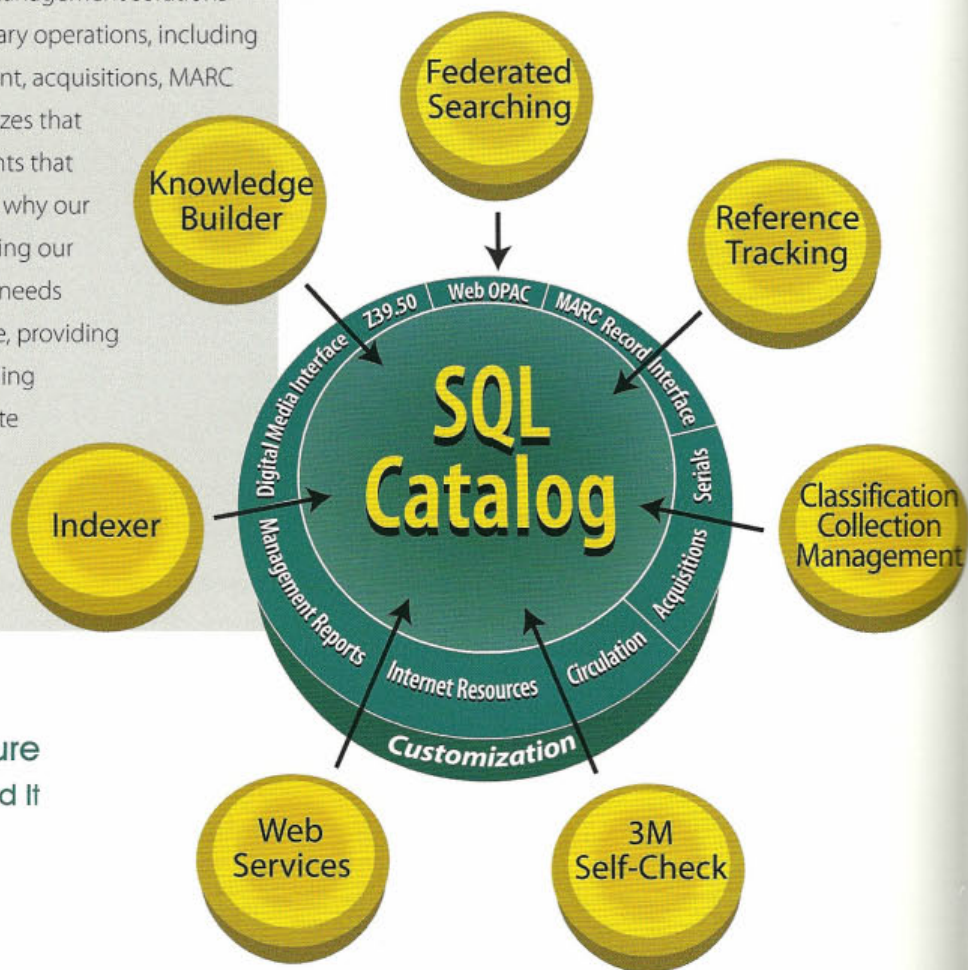 ary operations, including
nt, acquisitions, MARC
zes that
nts that
why our
ing our
needs
e, providing
ing
te
ure
d It
Federated
Searching
Knowledge
Builder
Reference
Tracking
Indexer
Classification
Collection
Management
Web
Services
3M
Self-Check
SQL
Catalog
Digital Media Interface
Z39.50
Web OPAC
MARC Record Interface
Serials
Acquisitions
Circulation
Internet Resources
Management Reports
Customization